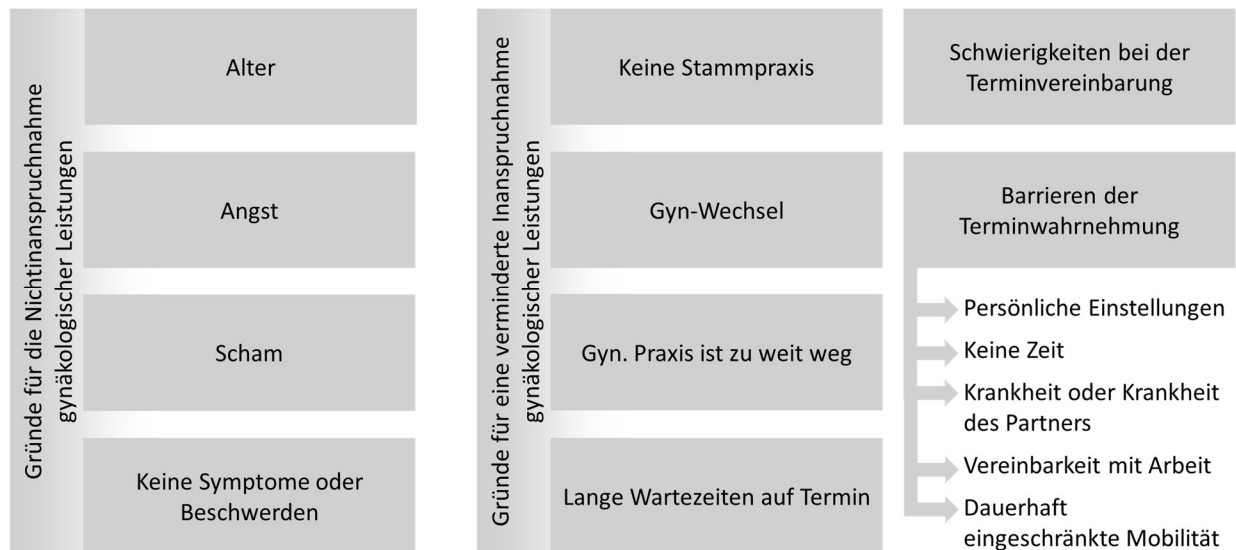 Gründe für die Nichtinanspruchnahme
gynäkologischer Leistungen
Alter
Angst
Scham
Keine Symptome oder
Beschwerden
Gründe für eine verminderte Inanspruchnahme
gynäkologischer Leistungen
Keine Stammpraxis
Gyn-Wechsel
Gyn. Praxis ist zu weit weg
Lange Wartezeiten auf Termin
Schwierigkeiten bei der
Terminvereinbarung
Barrieren der
Terminwahrnehmung
Persönliche Einstellungen
Keine Zeit
Krankheit oder Krankheit
des Partners
Vereinbarkeit mit Arbeit
Dauerhaft
eingeschränkte Mobilität